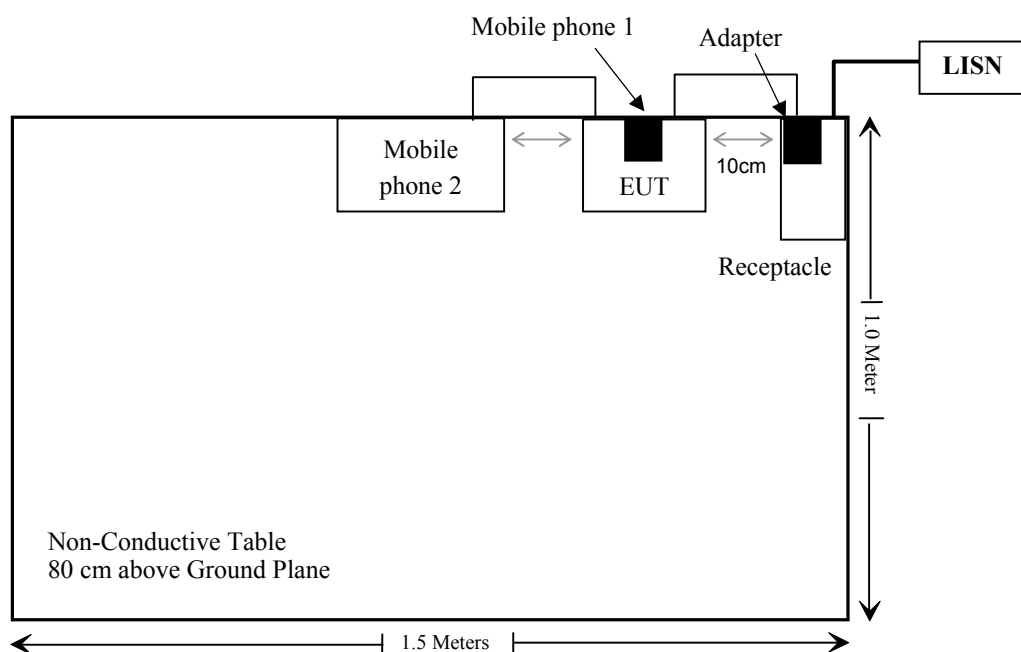 Mobile phone 1
Adapter
LISN
Mobile
phone 2
EUT
10cm
Receptacle
1.0 Meter
Non-Conductive Table
80 cm above Ground Plane
1.5 Meters